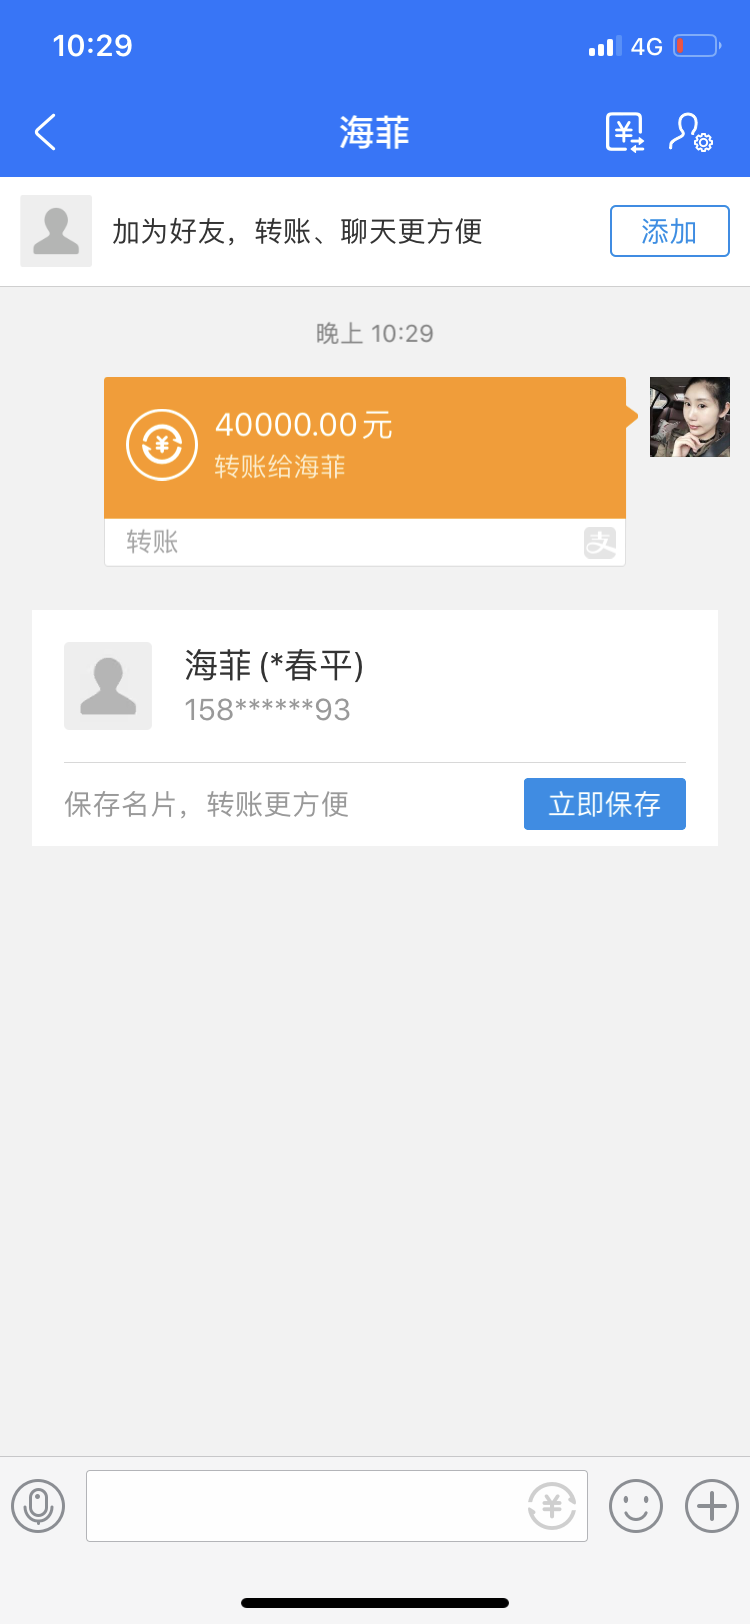 10:29
4G
海菲
加为好友，转账、聊天更方便
添加
晚上 10:29
40000.00元
转账给海菲
转账
支
海菲 (*春平)
158******93
保存名片，转账更方便
立即保存